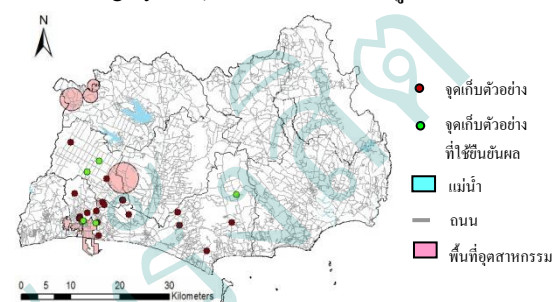 N
จุดเก็บตัวอย่าง
จุดเก็บตัวอย่าง
ที่ใช้ยืนยันผล
แม่น้ำ
ถนน
พื้นที่อุตสาหกรรม
0 5 10 20 30
Kilometers